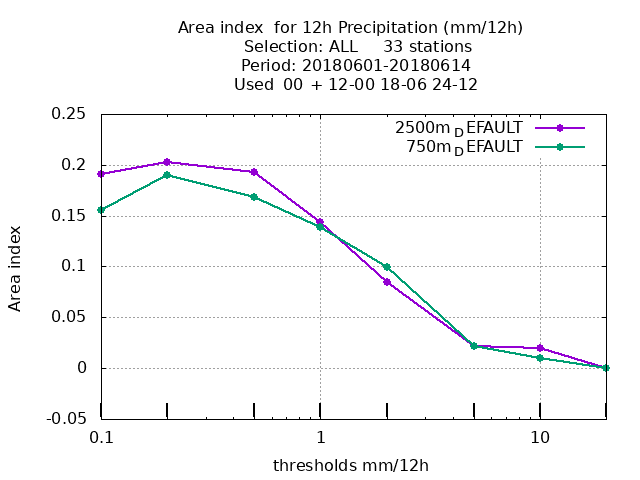 Area index  for 12h Precipitation (mm/12h)
Selection: ALL     33 stations
Period: 20180601-20180614
Used  00  + 12-00 18-06 24-12
2500m_DEFAULT
750m_DEFAULT
0.25
0.2
0.15
0.1
0.05
0
-0.05
Area index
0.1 1 10
thresholds mm/12h